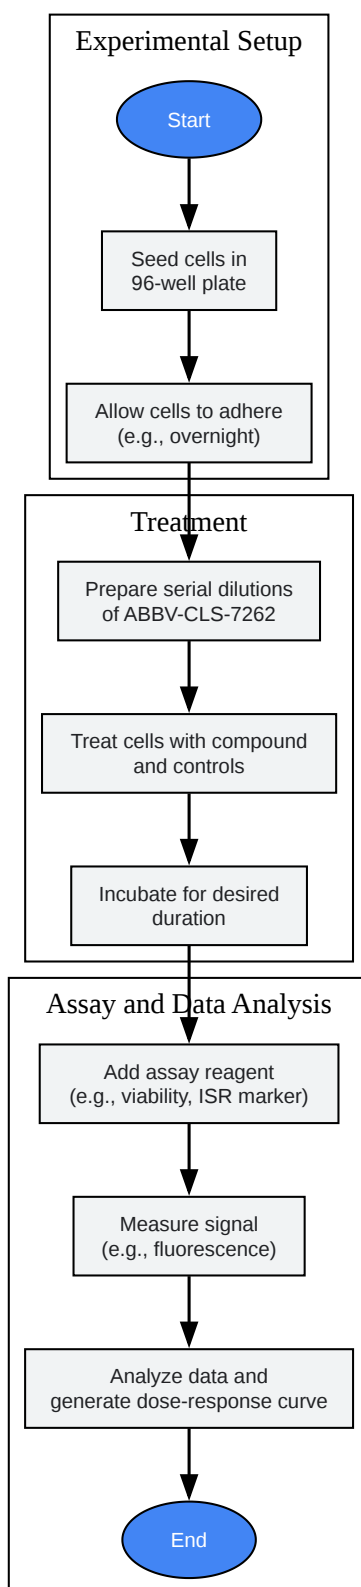 Experimental Setup
Start
Seed cells in
96-well plate
Allow cells to adhere
(e.g., overnight)
Treatment
Prepare serial dilutions
of ABBV-CLS-7262
Treat cells with compound
and controls
Incubate for desired
duration
Assay and Data Analysis
Add assay reagent
(e.g., viability, ISR marker)
Measure signal
(e.g., fluorescence)
Analyze data and
generate dose-response curve
End